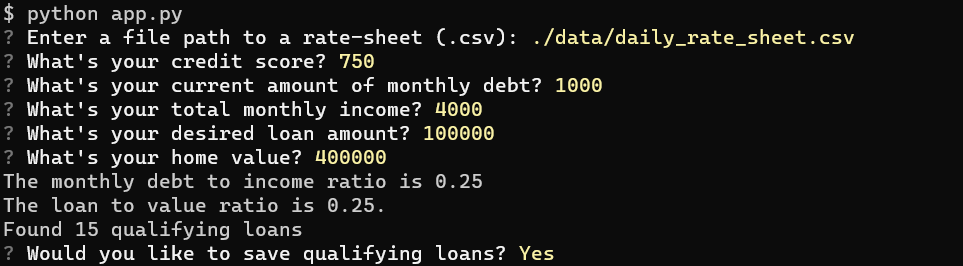 $ python app.py
? Enter a file path to a rate-sheet (.csv): ./data/daily_rate_sheet.csv
? What's your credit score? 750
? What's your current amount of monthly debt? 1000
? What's your total monthly income? 4000
? What's your desired loan amount? 100000
? What's your home value? 400000
The monthly debt to income ratio is 0.25
The loan to value ratio is 0.25.
Found 15 qualifying loans
? Would you like to save qualifying loans? Yes